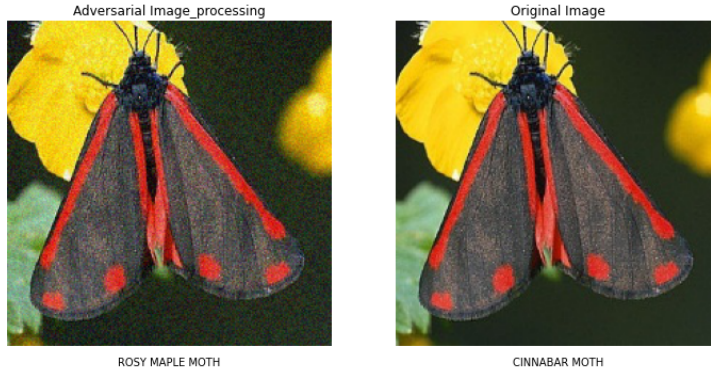 Adversarial Image_processing
Original Image
ROSY MAPLE MOTH
CINNABAR MOTH